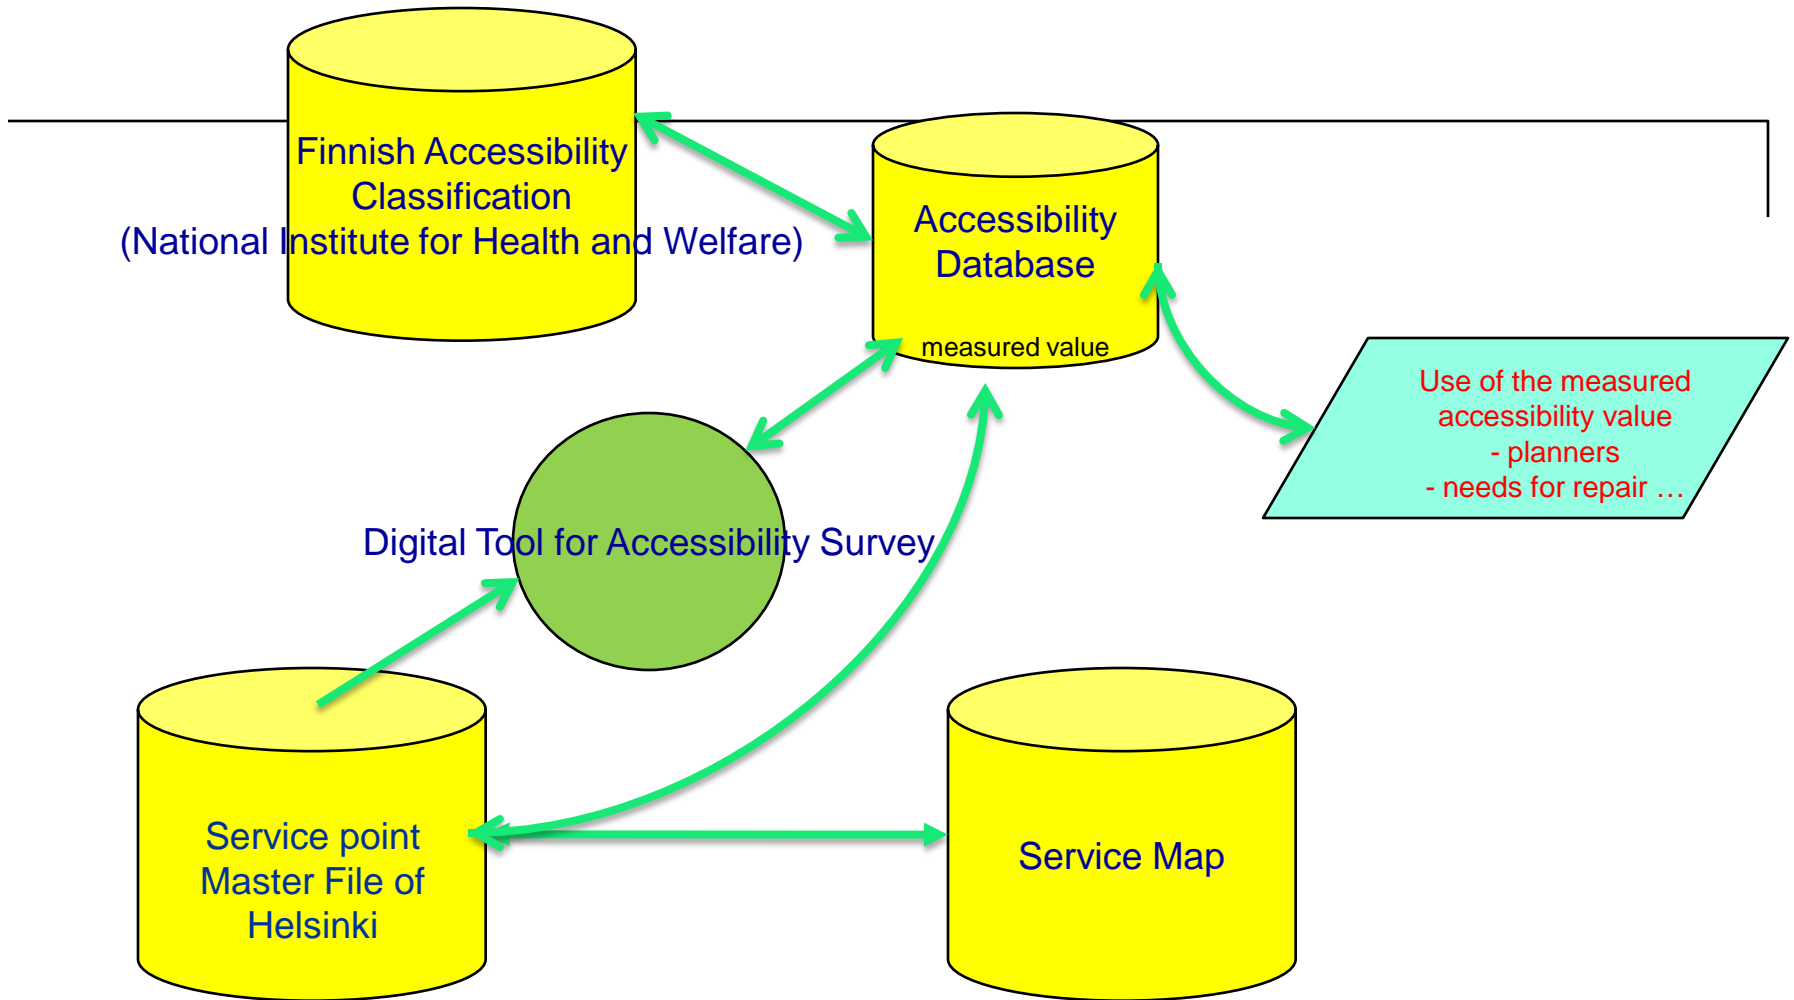 Finnish Accessibility
Classification
(National Institute for Health and Welfare)
Accessibility
Database
measured value
Use of the measured
accessibility value
- planners
- needs for repair …
Digital Tool for Accessibility Survey
Service point
Master File of
Helsinki
Service Map